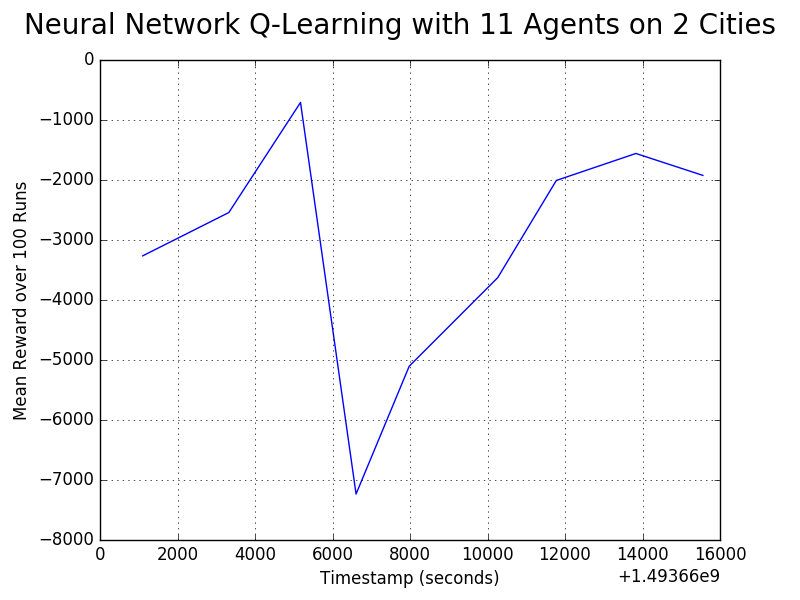 Neural Network Q-Learning with 11 Agents on 2 Cities
Mean Reward over 100 Runs
0
−1000
−2000
−3000
−4000
−5000
−6000
−7000
−8000
0 2000 4000 6000 8000 10000 12000 14000 16000
Timestamp (seconds)
+1.49366e9